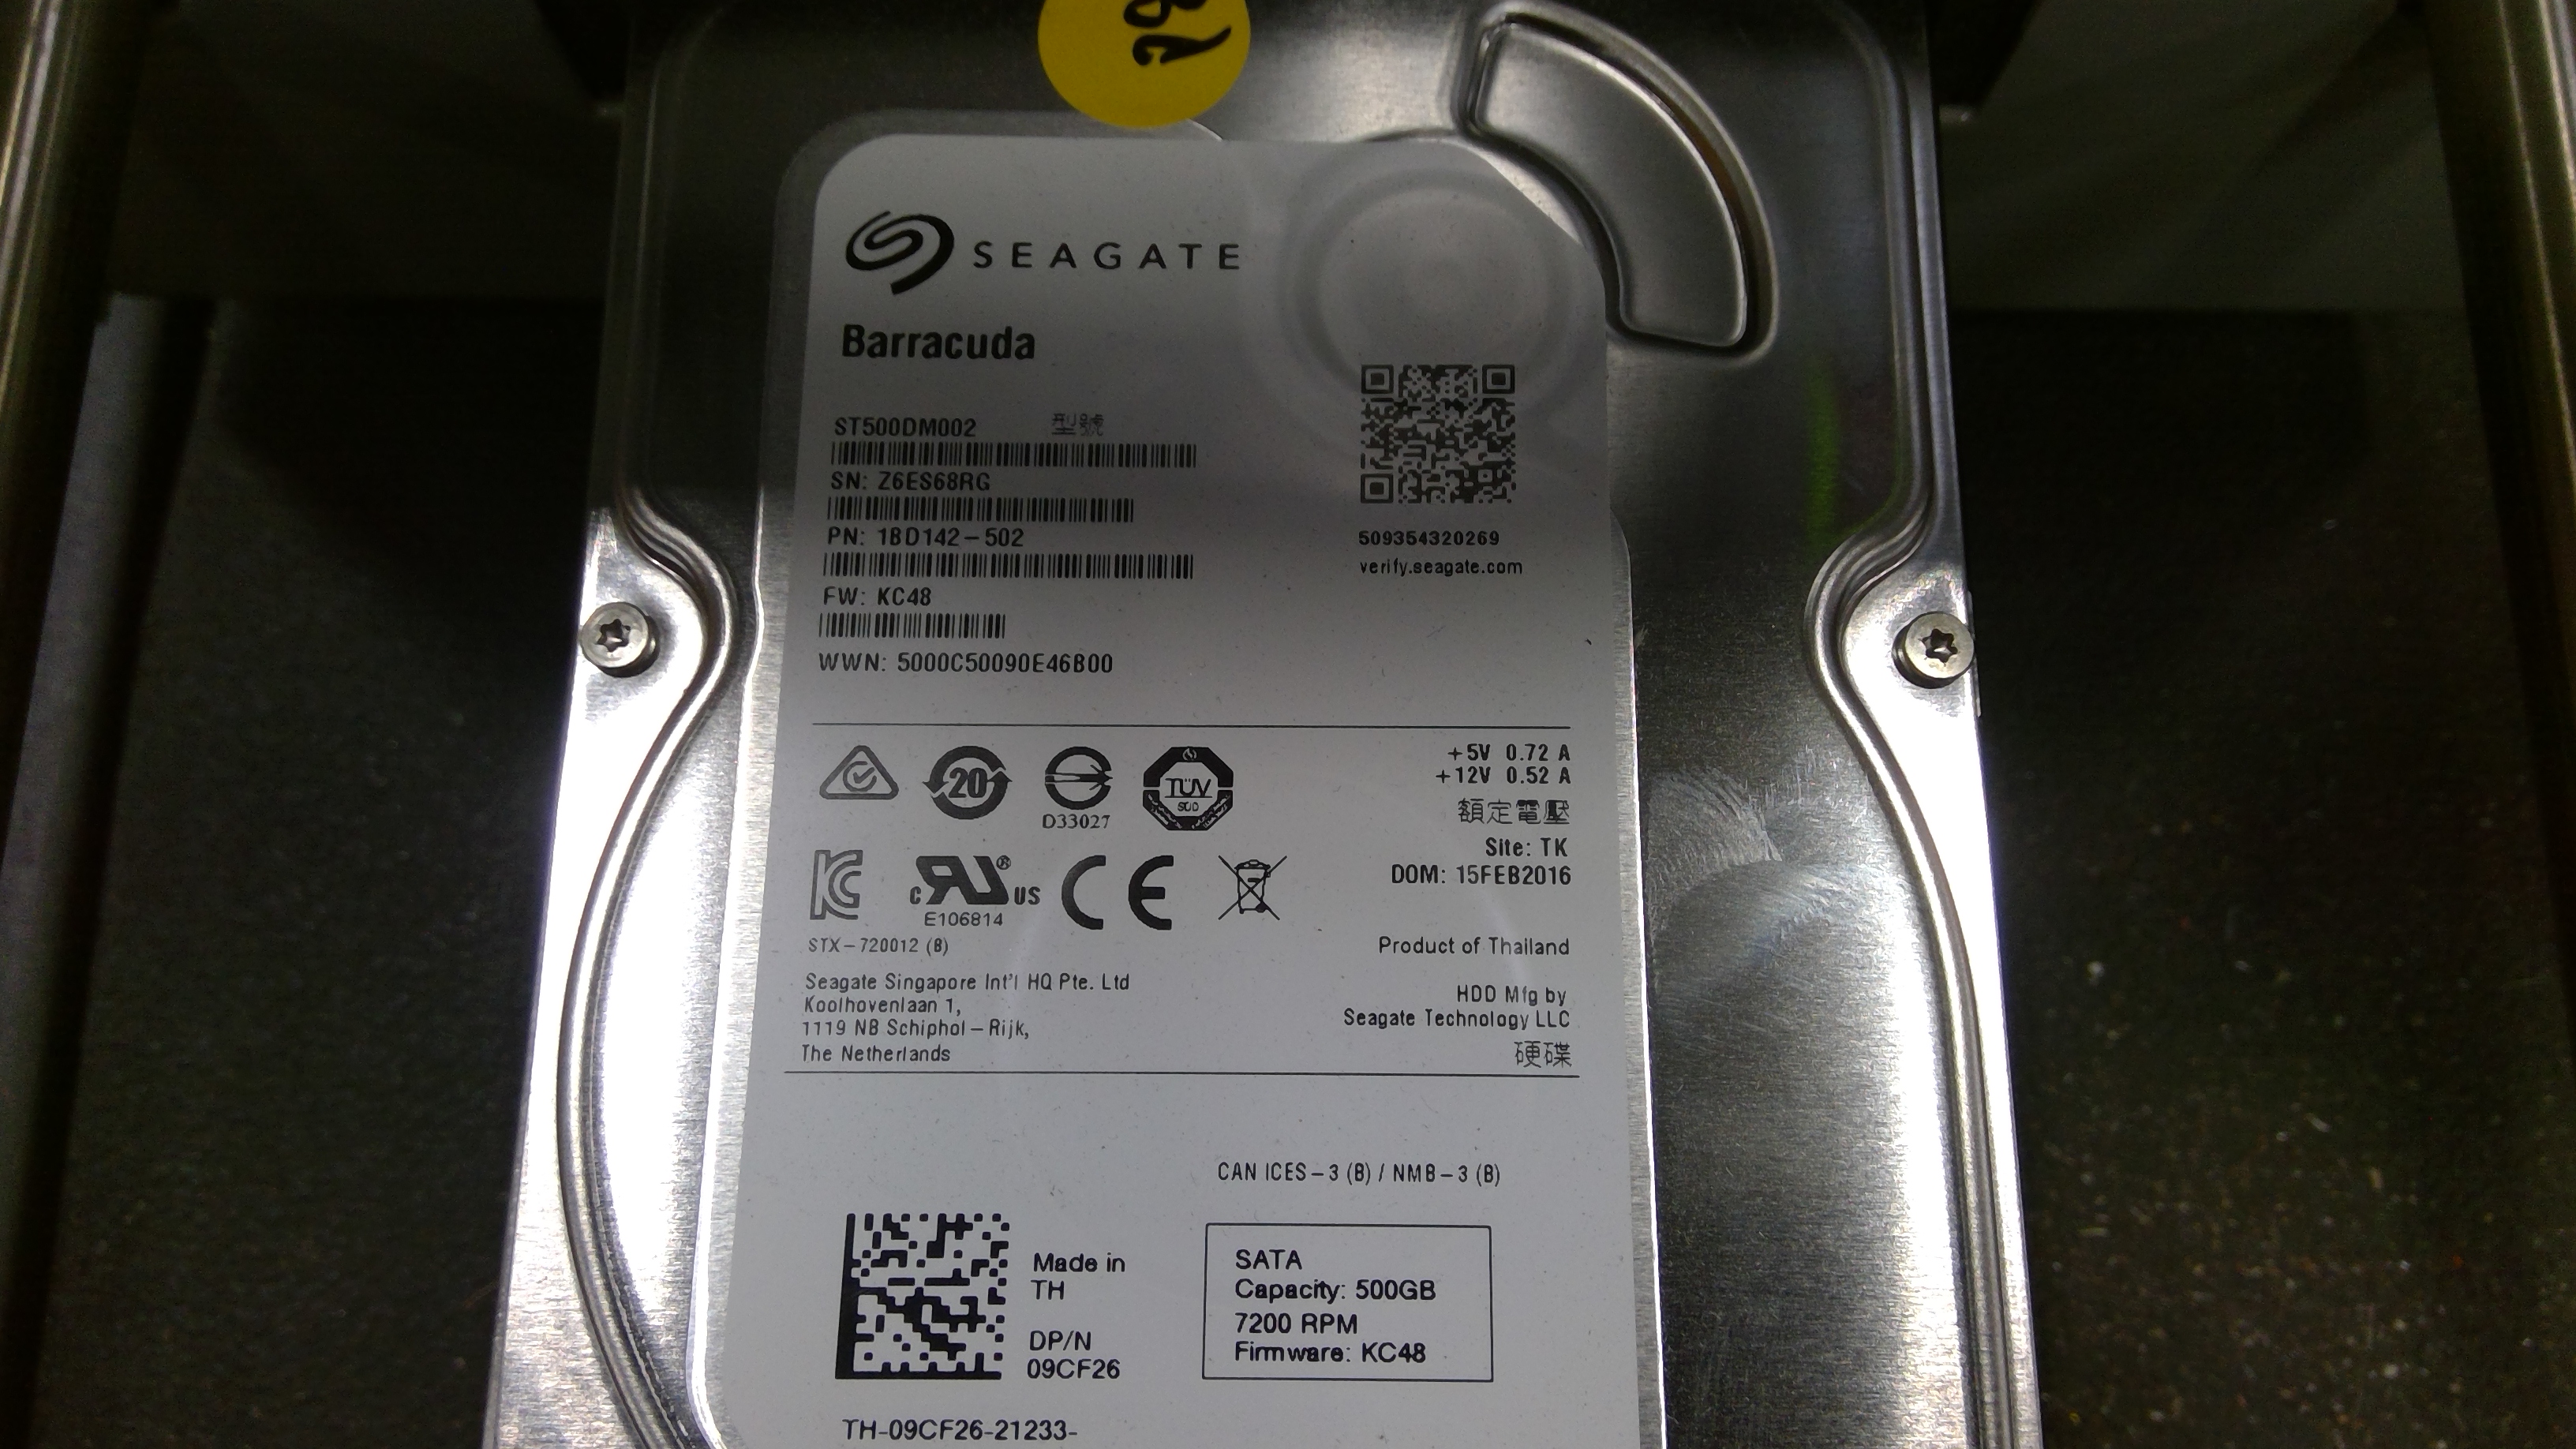 SEAGATE
Barracuda
ST500DM002 型號
SN: Z6ES68RG
PN: 1BD142-502
FW: KC48
WWN: 5000C50090E46B00
509354320269
verify.seagate.com
20
D33027
TÜV
SÜD
+5V 0.72 A
+12V 0.52 A
額定電壓
Site: TK
DOM: 15FEB2016
c US
E106814
CE
STX-720012 (B)
Product of Thailand
Seagate Singapore Int'l HQ Pte. Ltd
Koolhovenlaan 1,
1119 NB Schiphol-Rijk,
The Netherlands
HDD Mfg by
Seagate Technology LLC
硬碟
CAN ICES-3 (B) / NMB-3 (B)
Made in
TH
DP/N
09CF26
SATA
Capacity: 500GB
7200 RPM
Firmware: KC48
TH-09CF26-21233-